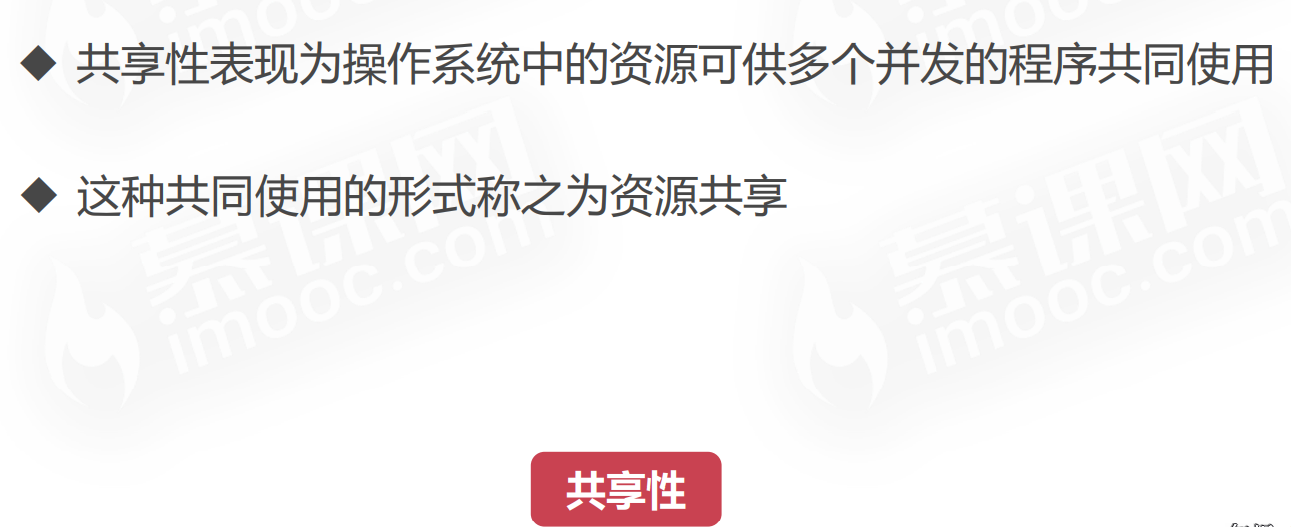 ◆ 共享性表现为操作系统中的资源可供多个并发的程序共同使用
◆ 这种共同使用的形式称之为资源共享
慕课网
imooc.com
慕课网
imooc.com
共享性